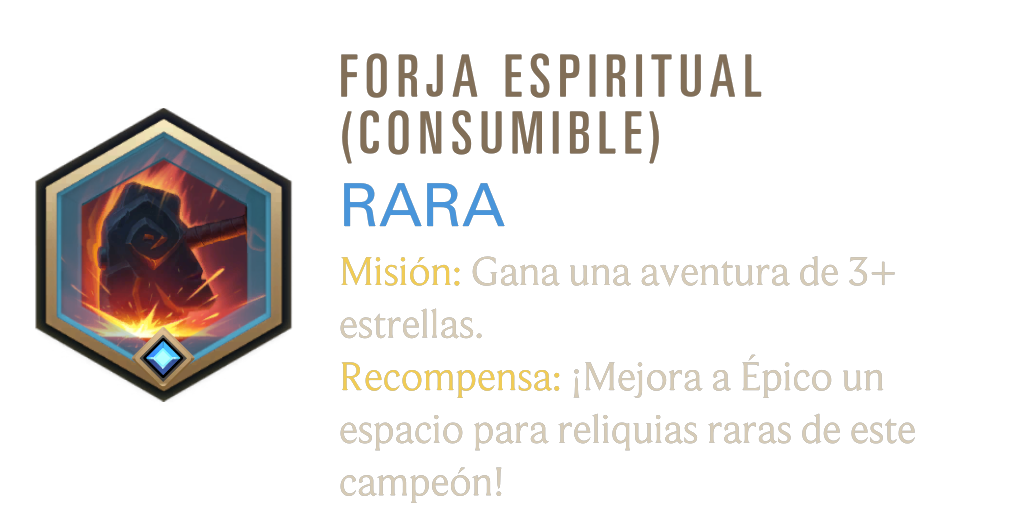 FORJA ESPIRITUAL
(CONSUMIBLE)
RARA
Misión: Gana una aventura de 3+
estrellas.
Recompensa: ¡Mejora a Épico un
espacio para reliquias raras de este
campeón!